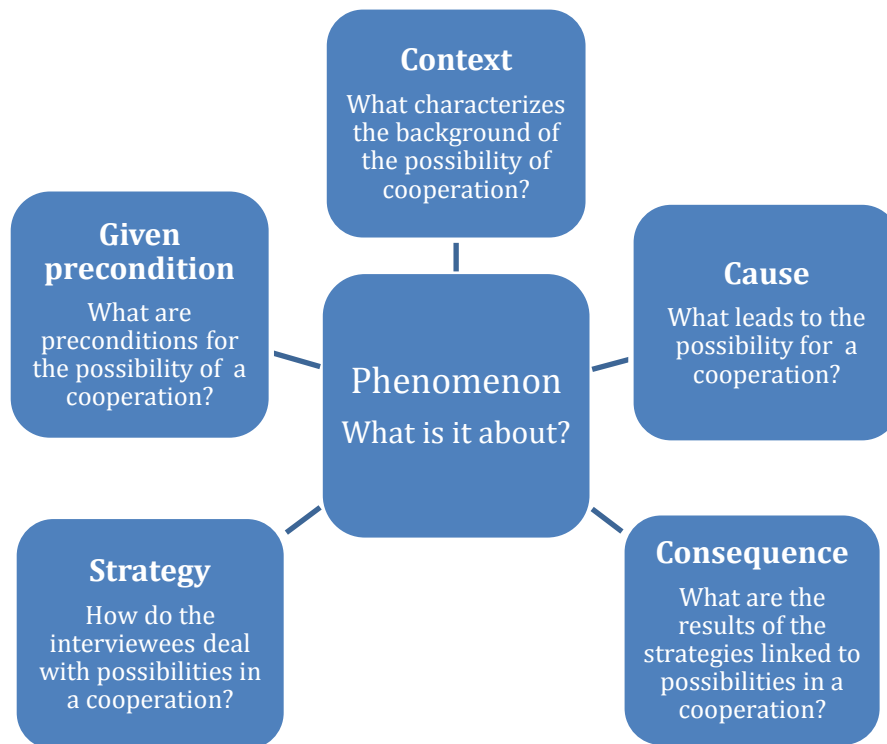 Context
What characterizes
the background of
the possibility of
cooperation?
Given
precondition
What are
preconditions for
the possibility of a
cooperation?
Cause
What leads to the
possibility for a
cooperation?
Phenomenon
What is it about?
Strategy
How do the
interviewees deal
with possibilities in
a cooperation?
Consequence
What are the
results of the
strategies linked to
possibilities in a
cooperation?